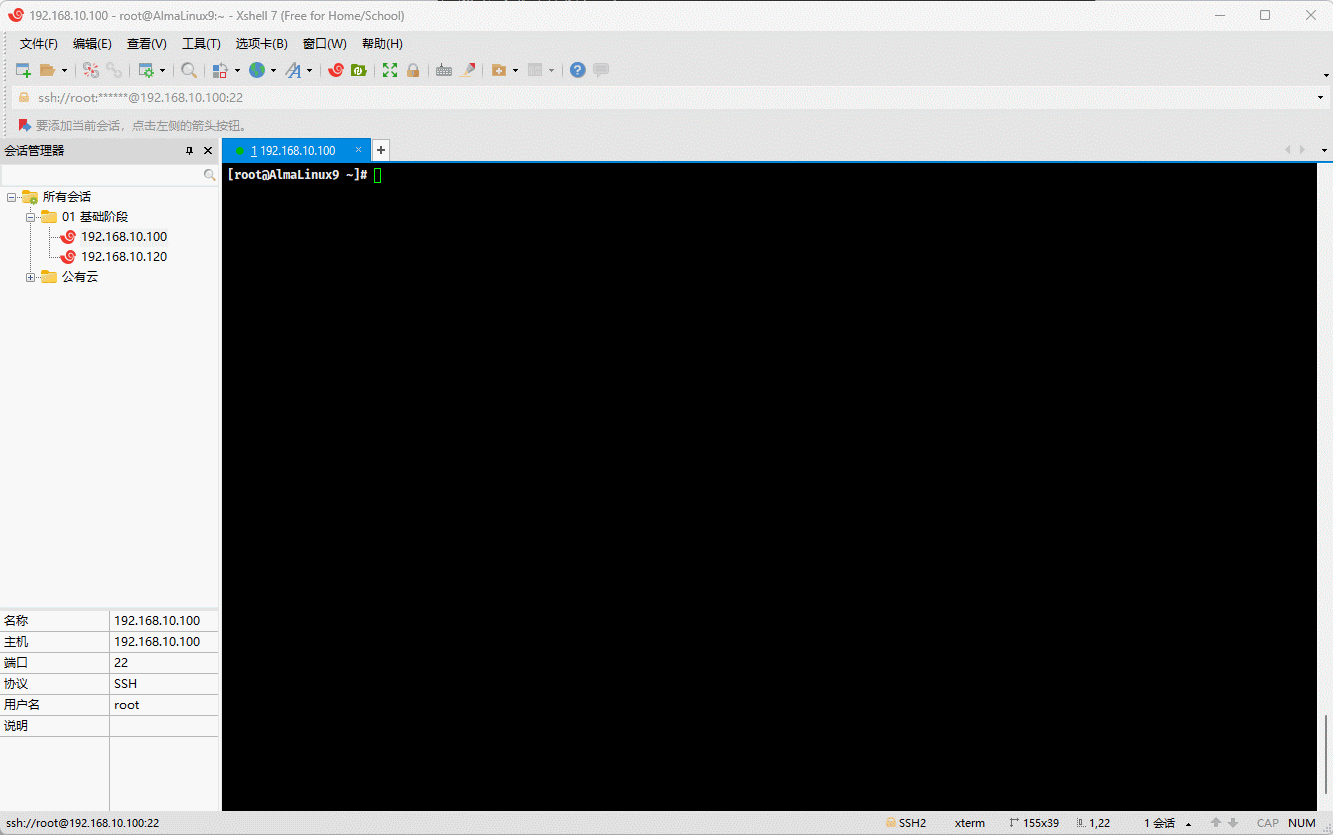 192.168.10.100 - root@AlmaLinux9:~ - Xshell 7 (Free for Home/School)
文件(F) 编辑(E) 查看(V) 工具(T) 选项卡(B) 窗口(W) 帮助(H)
ssh://root:******@192.168.10.100:22
要添加当前会话，点击左侧的箭头按钮。
会话管理器
1 192.168.10.100
[root@AlmaLinux9 ~]#
所有会话
01 基础阶段
192.168.10.100
192.168.10.120
公有云
名称 192.168.10.100
主机 192.168.10.100
端口 22
协议 SSH
用户名 root
说明
ssh://root@192.168.10.100:22 SSH2 xterm 155x39 1,22 1 会话 CAP NUM